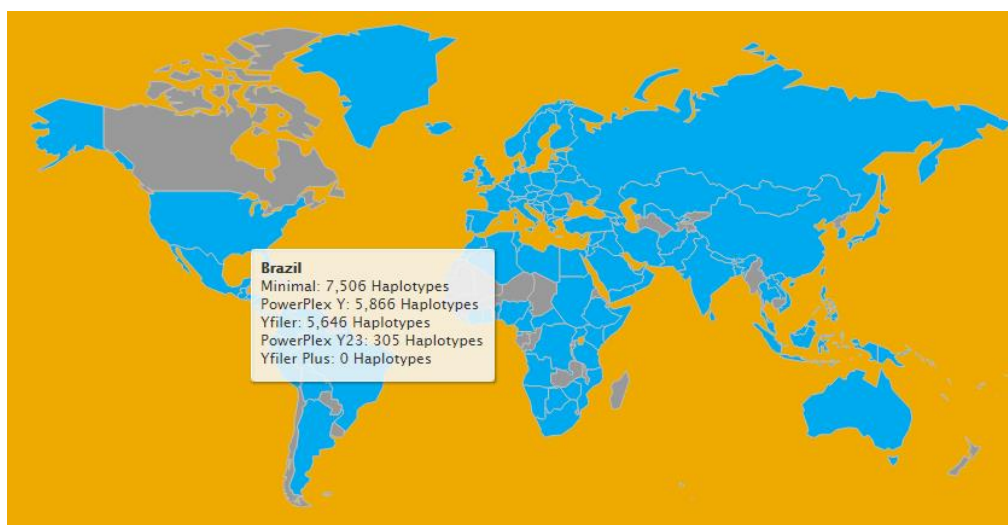 Brazil
Minimal: 7,506 Haplotypes
PowerPlex Y: 5,866 Haplotypes
Yfiler: 5,646 Haplotypes
PowerPlex Y23: 305 Haplotypes
Yfiler Plus: 0 Haplotypes